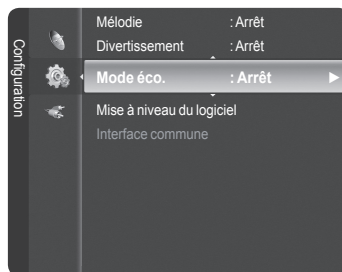 Configuration
Mélodie : Arrêt
Divertissement : Arrêt
Mode éco. : Arrêt
Mise à niveau du logiciel
Interface commune